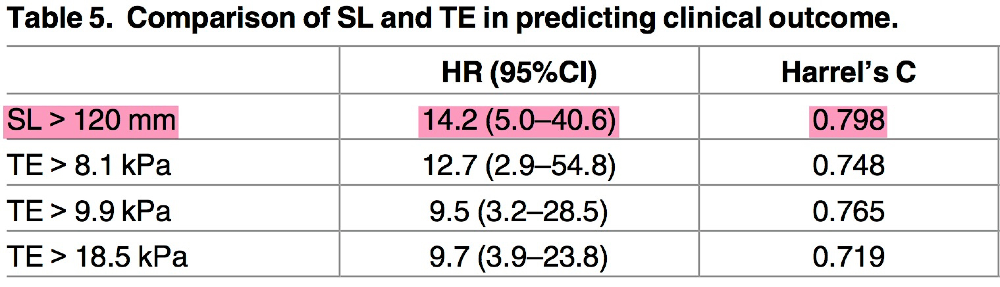 Table 5. Comparison of SL and TE in predicting clinical outcome.
HR (95%CI) Harrel’s C
SL > 120 mm 14.2 (5.0–40.6) 0.798
TE > 8.1 kPa 12.7 (2.9–54.8) 0.748
TE > 9.9 kPa 9.5 (3.2–28.5) 0.765
TE > 18.5 kPa 9.7 (3.9–23.8) 0.719